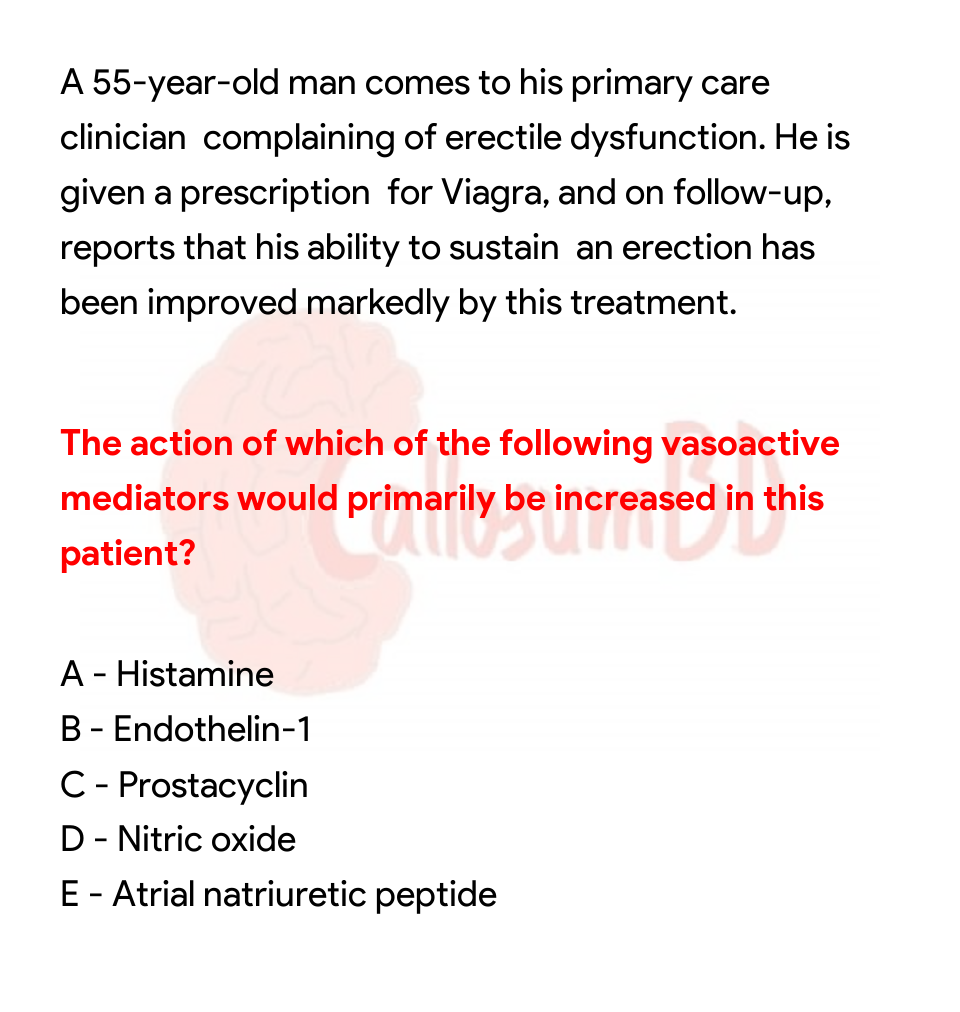 A 55-year-old man comes to his primary care
clinician complaining of erectile dysfunction. He is
given a prescription for Viagra, and on follow-up,
reports that his ability to sustain an erection has
been improved markedly by this treatment.
The action of which of the following vasoactive
mediators would primarily be increased in this
patient?
CallosumBD
A - Histamine
B - Endothelin-1
C - Prostacyclin
D - Nitric oxide
E - Atrial natriuretic peptide